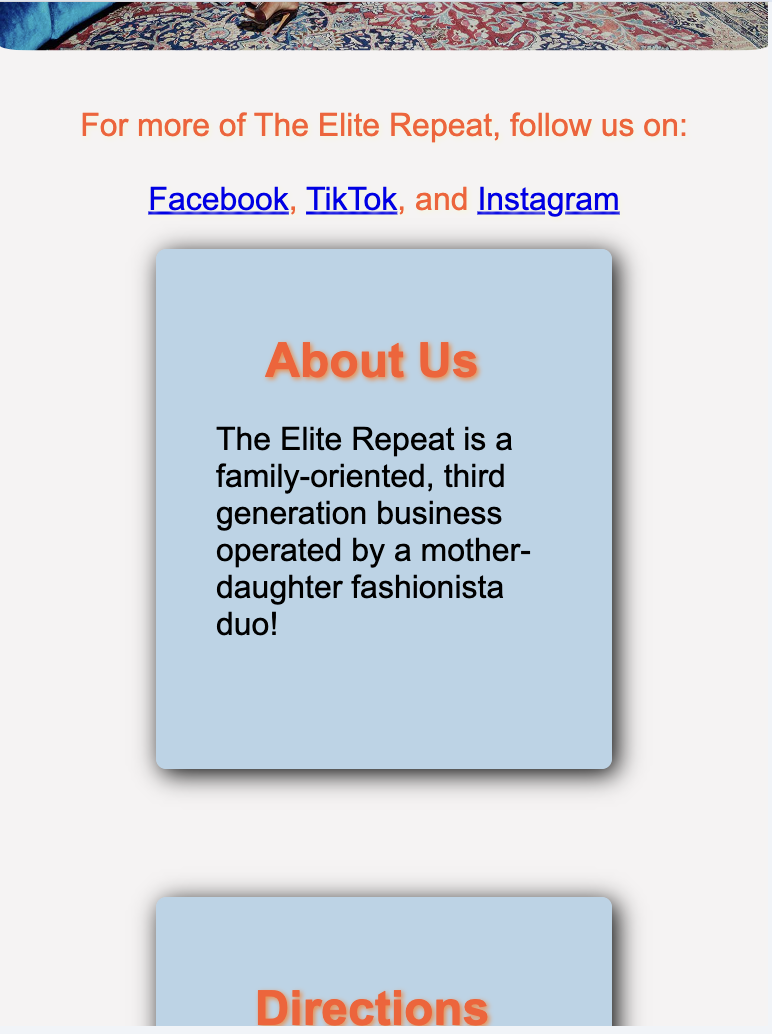 For more of The Elite Repeat, follow us on:
Facebook, TikTok, and Instagram
About Us
The Elite Repeat is a
family-oriented, third
generation business
operated by a mother-
daughter fashionista
duo!
Directions